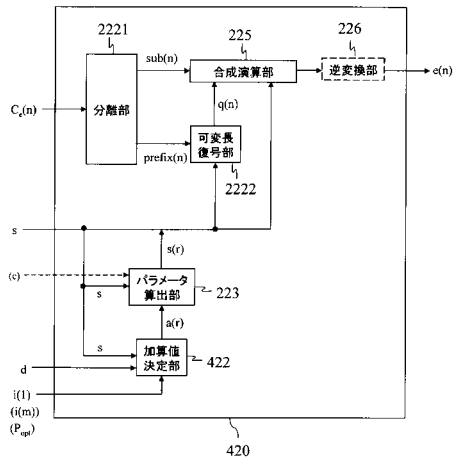 2221
225
226
sub(n)
合成演算部
逆変換部
e(n)
C_e(n)
分離部
q(n)
prefix(n)
可変長
復号部
2222
s
s(r)
(c)
s
パラメータ
算出部
223
a(r)
s
加算値
決定部
422
d
i(1)
(i(m))
(P_opt)
420